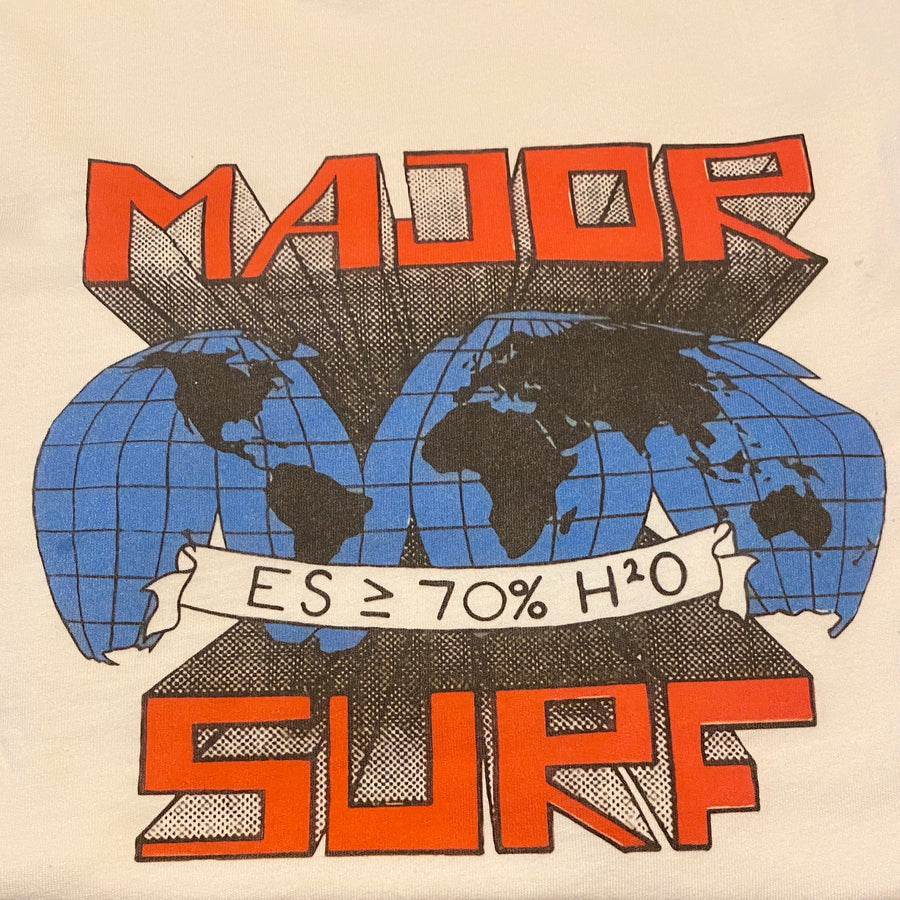 MAJOR
ES ≥ 70% H²O
SURF